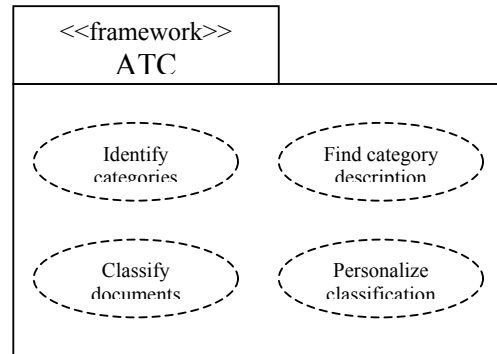 <<framework>>
ATC
Identify
categories
Find category
description
Classify
documents
Personalize
classification